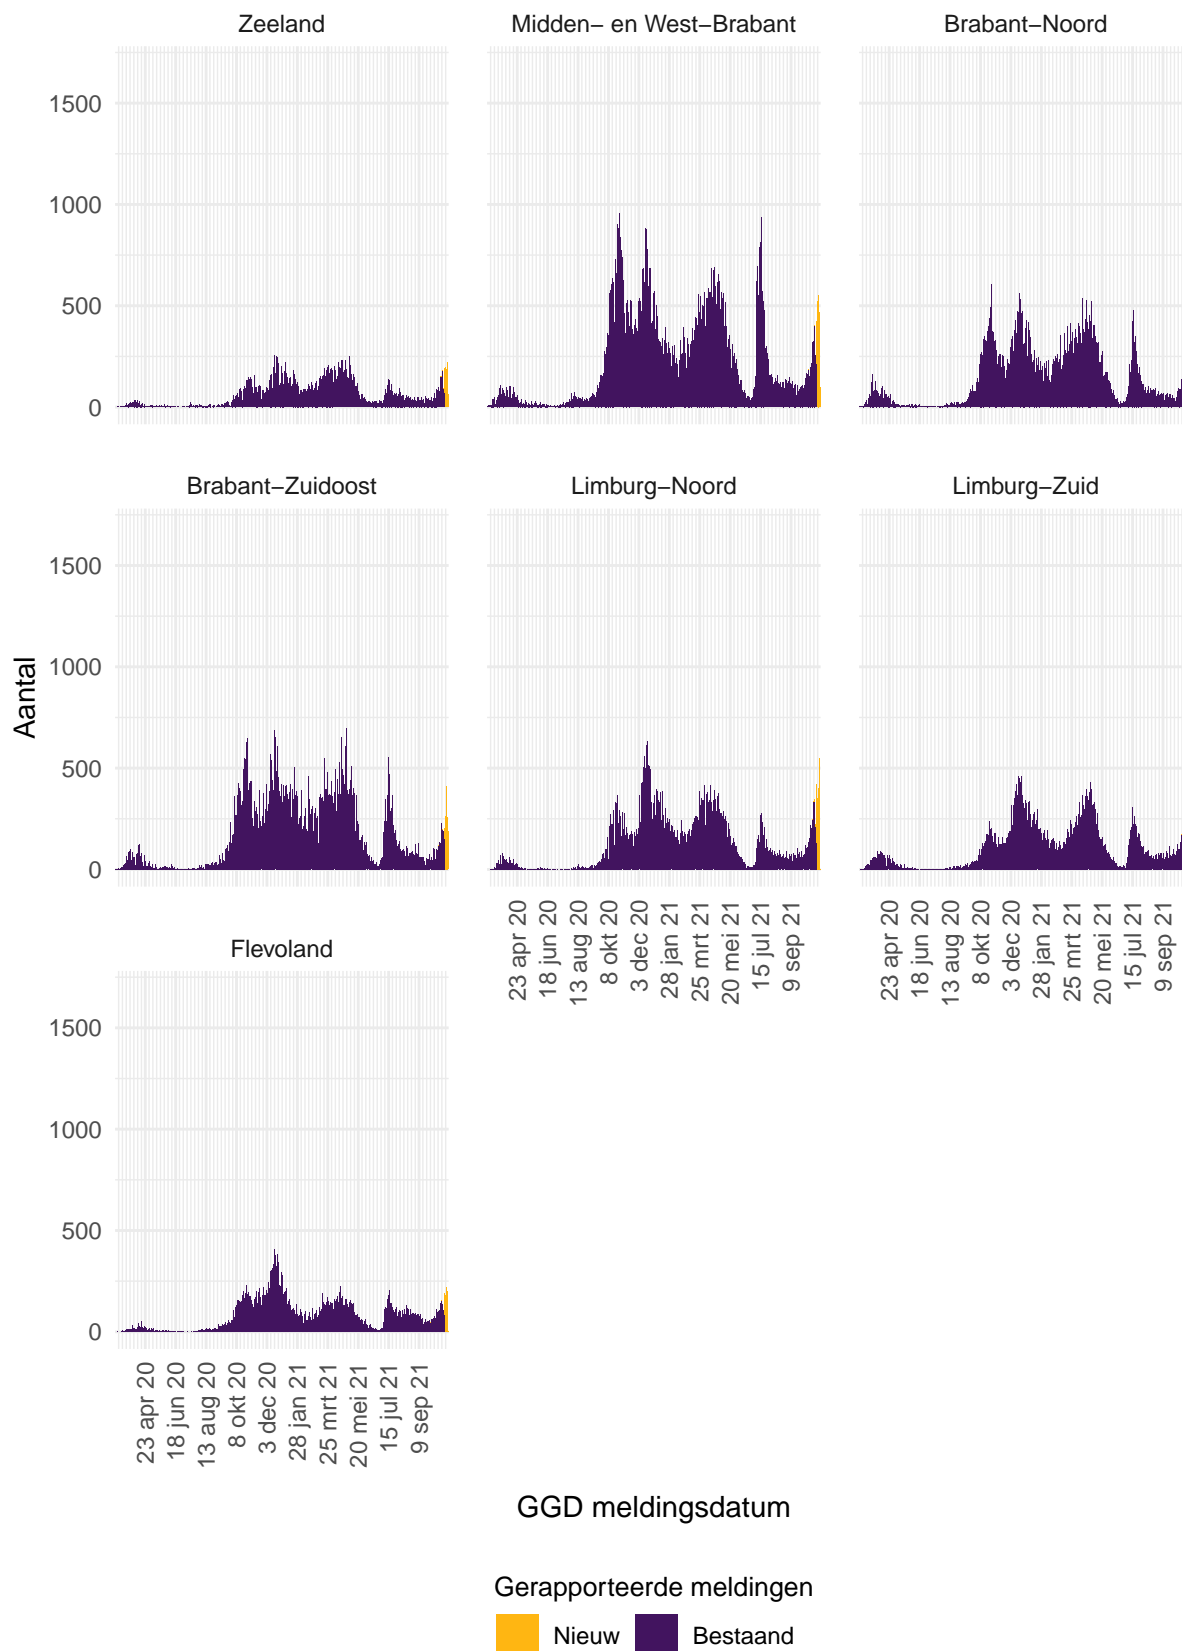 Zeeland
Midden– en West–Brabant
Brabant–Noord
1500
1000
500
0
Brabant–Zuidoost
Limburg–Noord
Limburg–Zuid
1500
1000
500
0
Aantal
23 apr 20
18 jun 20
13 aug 20
8 okt 20
3 dec 20
28 jan 21
25 mrt 21
20 mei 21
15 jul 21
9 sep 21
23 apr 20
18 jun 20
13 aug 20
8 okt 20
3 dec 20
28 jan 21
25 mrt 21
20 mei 21
15 jul 21
9 sep 21
Flevoland
1500
1000
500
0
23 apr 20
18 jun 20
13 aug 20
8 okt 20
3 dec 20
28 jan 21
25 mrt 21
20 mei 21
15 jul 21
9 sep 21
GGD meldingsdatum
Gerapporteerde meldingen
Nieuw
Bestaand